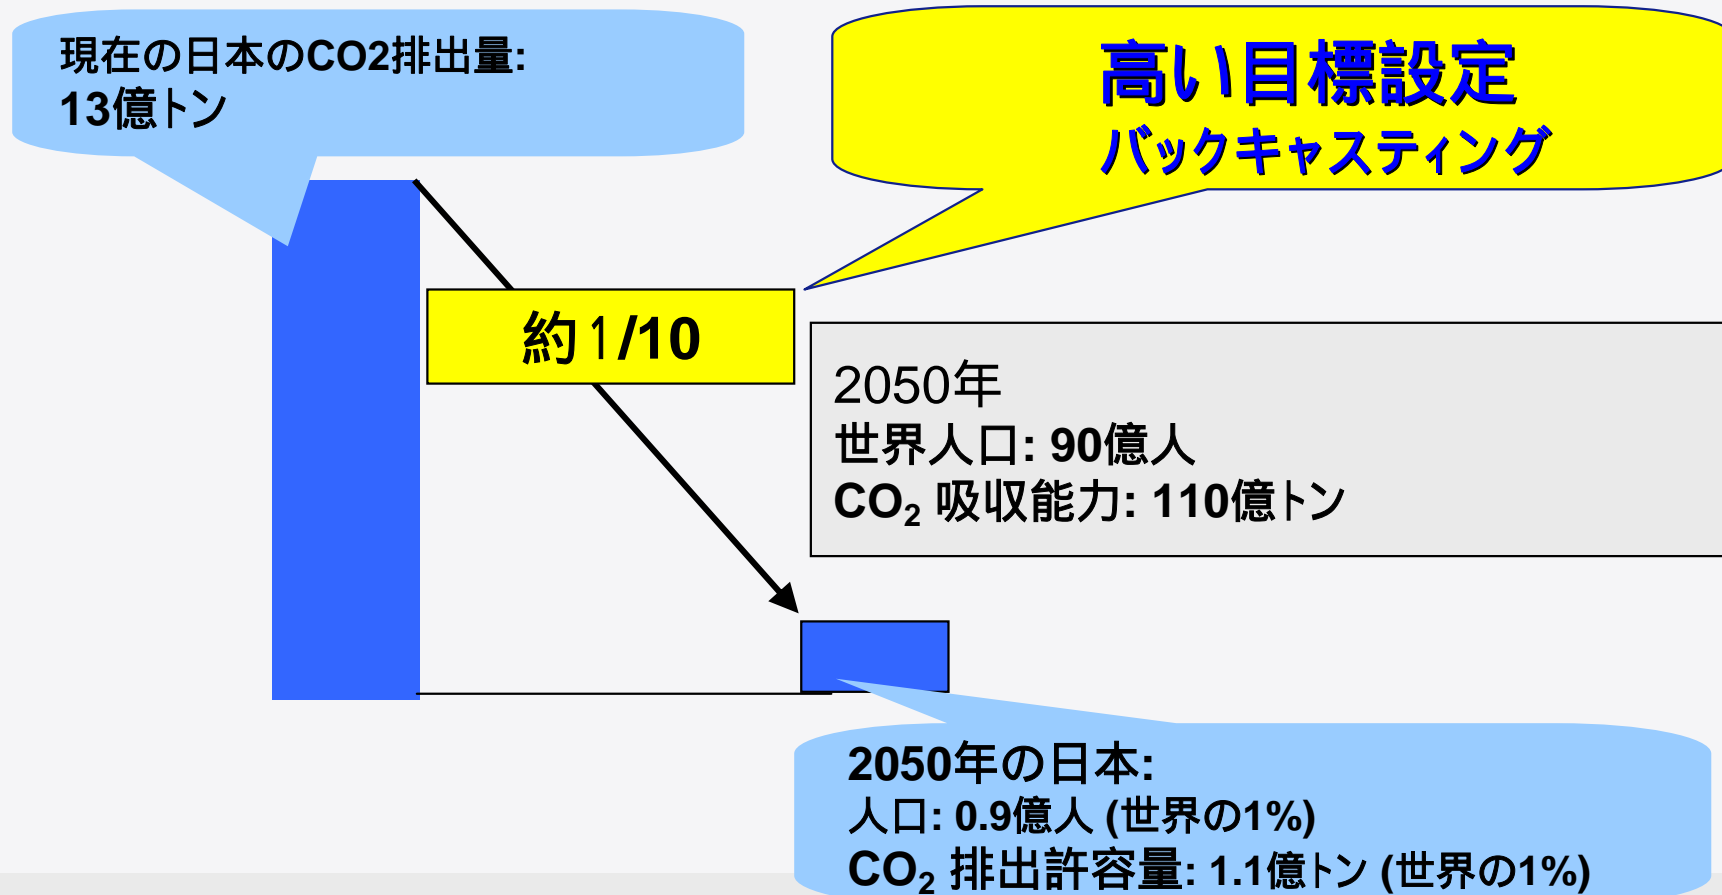 現在の日本のCO2排出量:
13億トン
高い目標設定
バックキャスティング
約1/10
2050年
世界人口: 90億人
CO₂ 吸収能力: 110億トン
2050年の日本:
人口: 0.9億人 (世界の1%)
CO₂ 排出許容量: 1.1億トン (世界の1%)